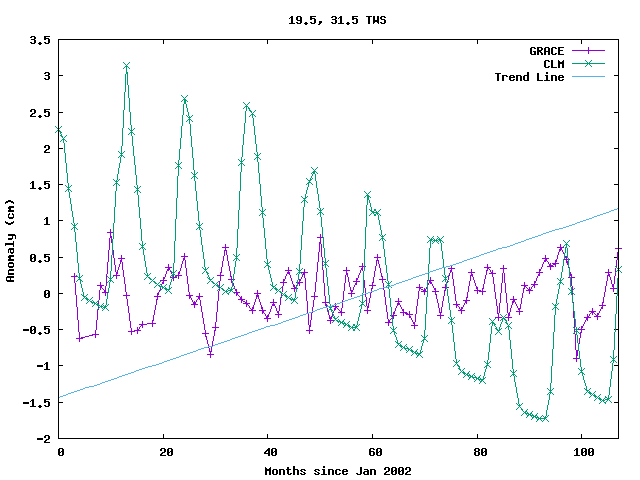 19.5, 31.5 TWS
GRACE
CLM
Trend Line
3.5
3
2.5
2
1.5
1
0.5
0
-0.5
-1
-1.5
-2
Anomaly (cm)
0 20 40 60 80 100
Months since Jan 2002